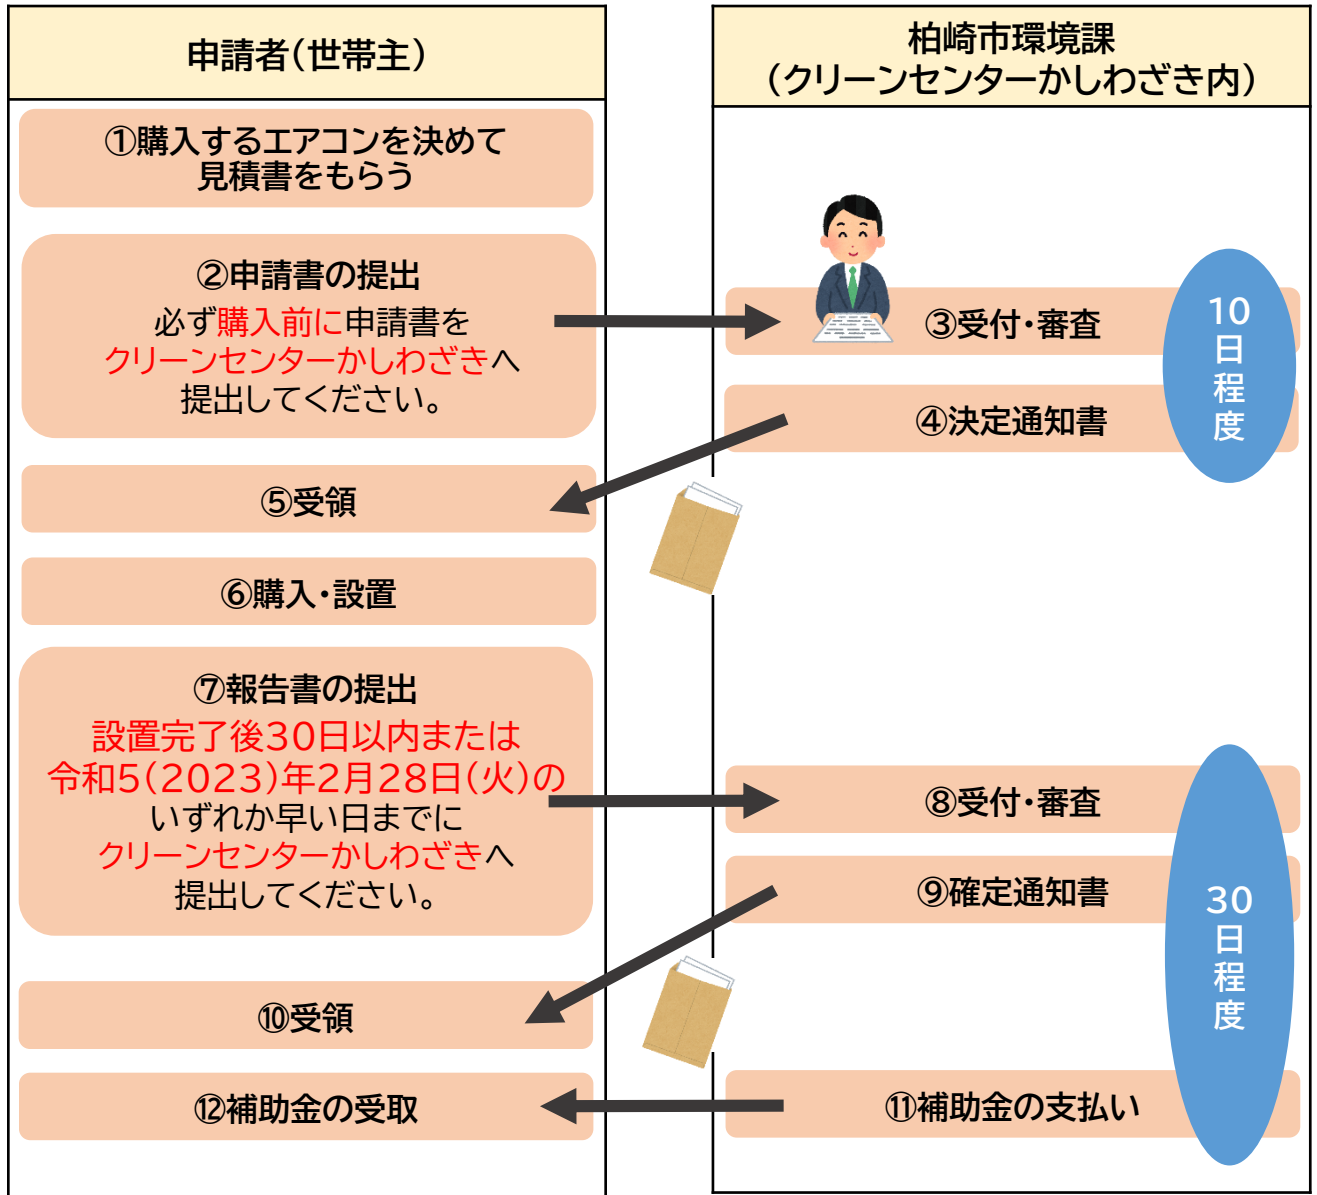 申請者（世帯主）
①購入するエアコンを決めて
見積書をもらう
②申請書の提出
必ず購入前に申請書を
クリーンセンターかしわざきへ
提出してください。
⑤受領
⑥購入・設置
⑦報告書の提出
設置完了後30日以内または
令和5（2023）年2月28日（火）の
いずれか早い日までに
クリーンセンターかしわざきへ
提出してください。
⑩受領
⑫補助金の受取
柏崎市環境課
（クリーンセンターかしわざき内）
③受付・審査
④決定通知書
10日程度
⑧受付・審査
⑨確定通知書
⑪補助金の支払い
30日程度